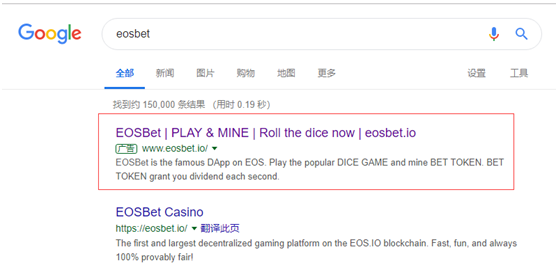 Google
eosbet
全部 新闻 图片 购物 地图 更多 设置 工具
找到约 150,000 条结果 （用时 0.19 秒）
EOSBet | PLAY & MINE | Roll the dice now | eosbet.io
广告 www.eosbet.io/
EOSBet is the famous DApp on EOS. Play the popular DICE GAME and mine BET TOKEN. BET
TOKEN grant you dividend each second.
EOSBet Casino
https://eosbet.io/ 翻译此页
The first and largest decentralized gaming platform on the EOS.IO blockchain. Fast, fun, and always
100% provably fair!